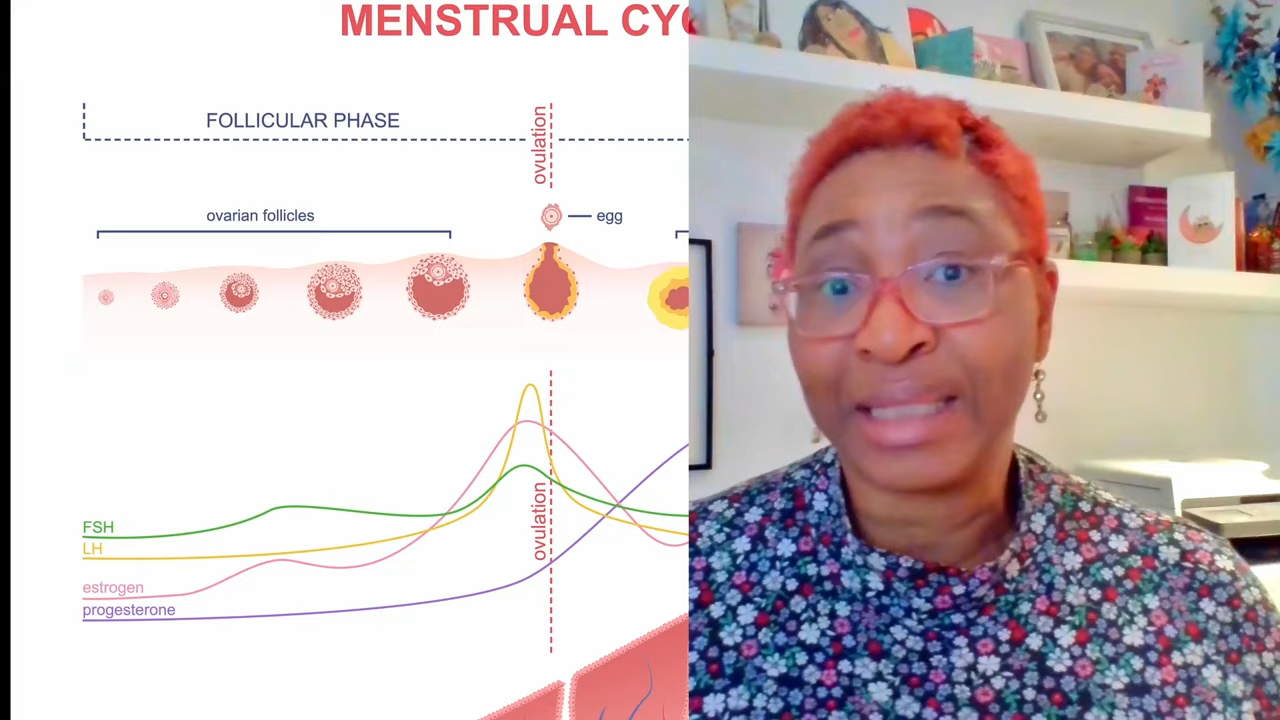 MENSTRUAL CYC
FOLLICULAR PHASE
ovulation
ovarian follicles
egg
FSH
LH
estrogen
progesterone
ovulation